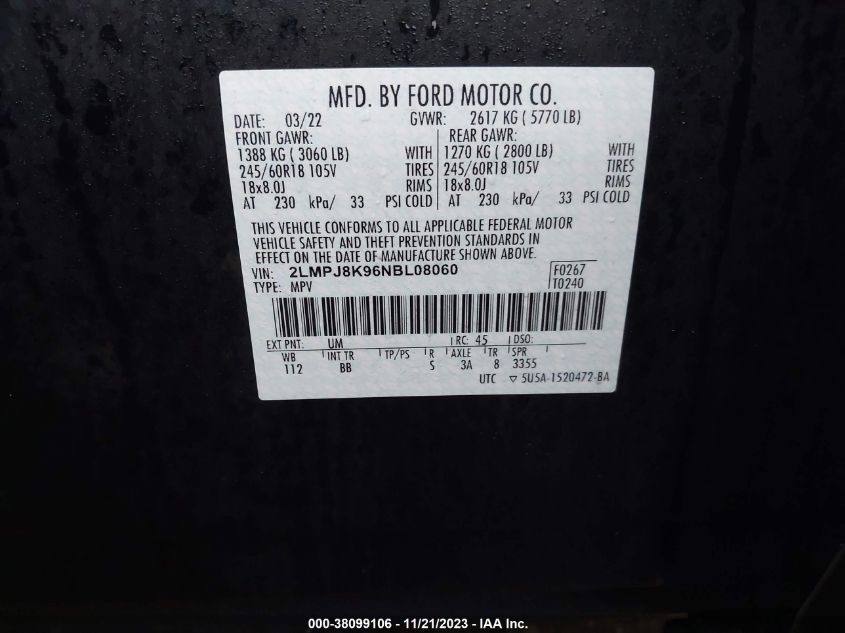 MFD. BY FORD MOTOR CO.
DATE: 03/22 GVWR: 2617 KG ( 5770 LB)
FRONT GAWR: REAR GAWR:
1388 KG ( 3060 LB) WITH 1270 KG ( 2800 LB) WITH
245/60R18 105V TIRES 245/60R18 105V TIRES
18x8.0J RIMS 18x8.0J RIMS
AT 230 kPa/ 33 PSI COLD AT 230 kPa/ 33 PSI COLD
THIS VEHICLE CONFORMS TO ALL APPLICABLE FEDERAL MOTOR
VEHICLE SAFETY AND THEFT PREVENTION STANDARDS IN
EFFECT ON THE DATE OF MANUFACTURE SHOWN ABOVE.
VIN: 2LMPJ8K96NBL08060 F0267
TYPE: MPV T0240
EXT PNT: UM RC: 45 DSO:
WB INT TR TP/PS R AXLE TR SPR
112 BB S 3A 8 3355
UTC ▽ 5U5A-1520472-BA
000-38099106 - 11/21/2023 - IAA Inc.